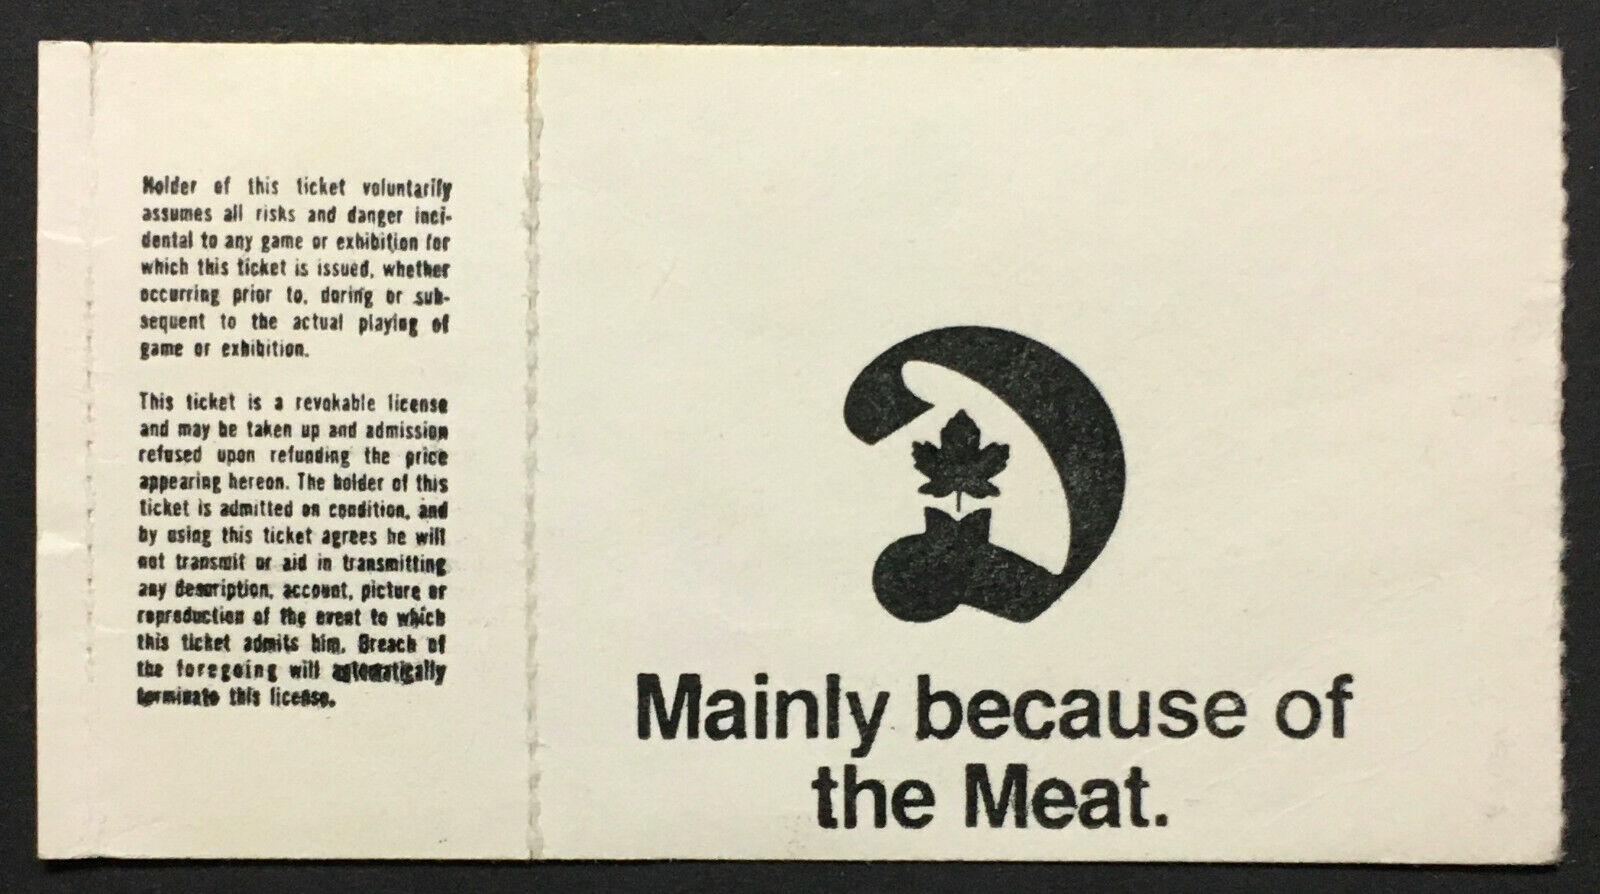 Holder of this ticket voluntarily
assumes all risks and danger inci-
dental to any game or exhibition for
which this ticket is issued, whether
occurring prior to, during or sub-
sequent to the actual playing of
game or exhibition.
This ticket is a revokable license
and may be taken up and admission
refused upon refunding the price
appearing hereon. The holder of this
ticket is admitted on condition, and
by using this ticket agrees he will
not transmit or aid in transmitting
any description, account, picture or
reproduction of the event to which
this ticket admits him. Breach of
the foregoing will automatically
terminate this license.
Mainly because of
the Meat.